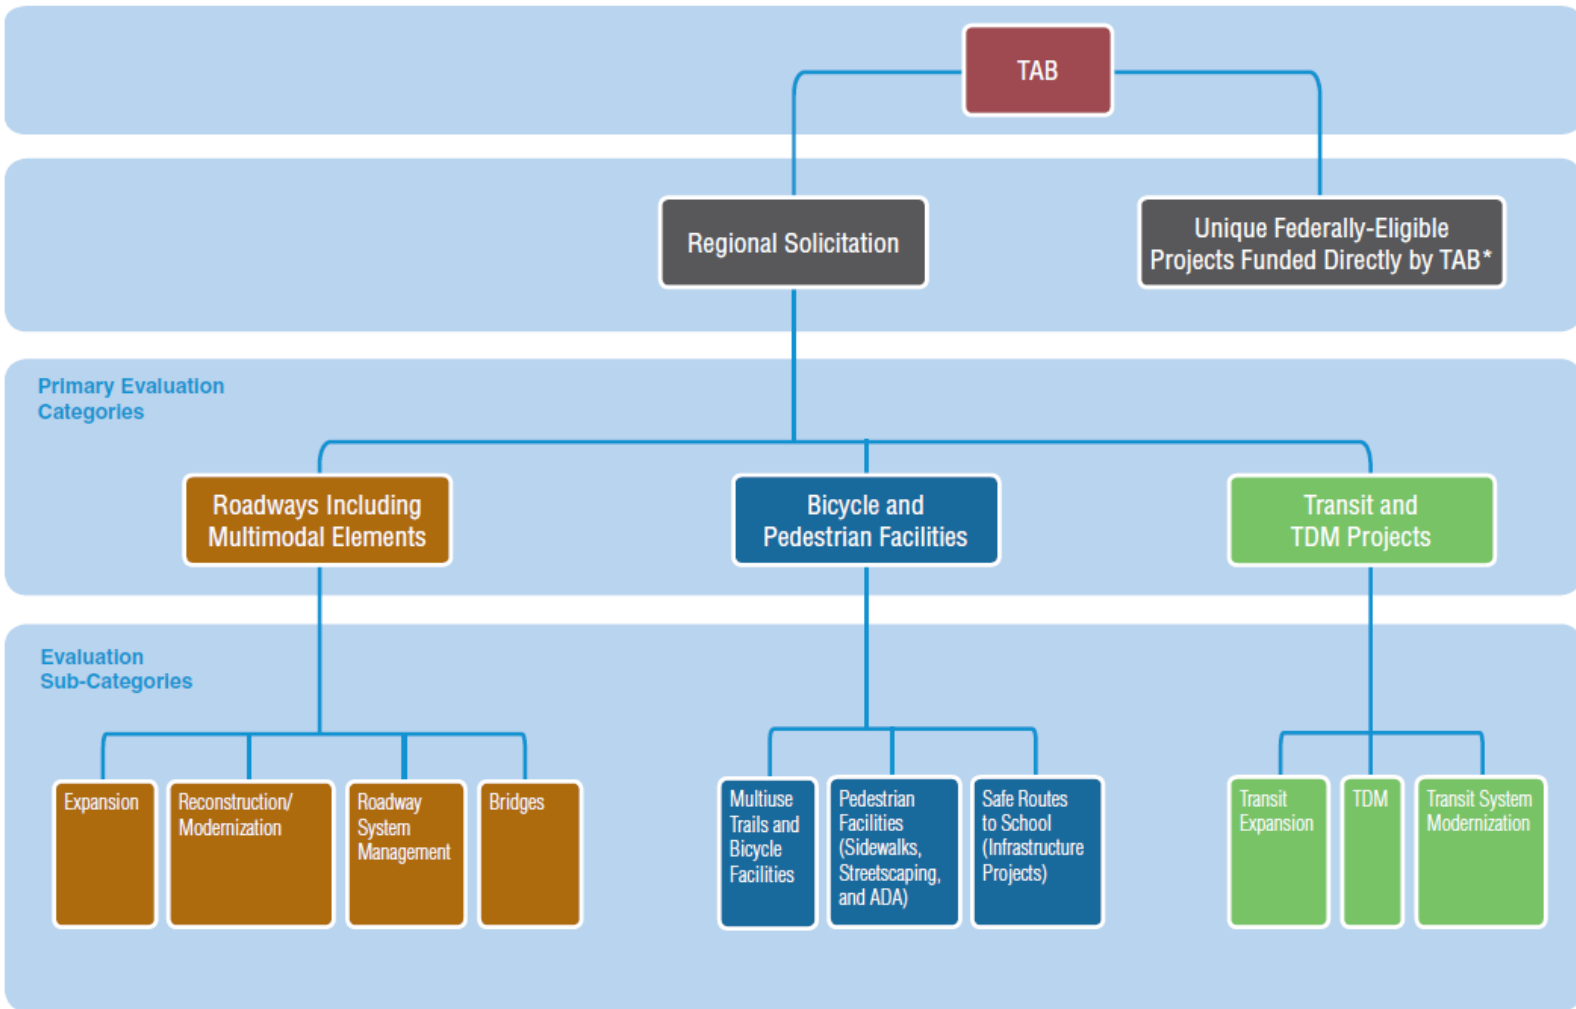 TAB
Regional Solicitation
Unique Federally-Eligible
Projects Funded Directly by TAB*
Primary Evaluation
Categories
Roadways Including
Multimodal Elements
Bicycle and
Pedestrian Facilities
Transit and
TDM Projects
Evaluation
Sub-Categories
Expansion
Reconstruction/
Modernization
Roadway
System
Management
Bridges
Multiuse
Trails and
Bicycle
Facilities
Pedestrian
Facilities
(Sidewalks,
Streetscaping,
and ADA)
Safe Routes
to School
(Infrastructure
Projects)
Transit
Expansion
TDM
Transit System
Modernization